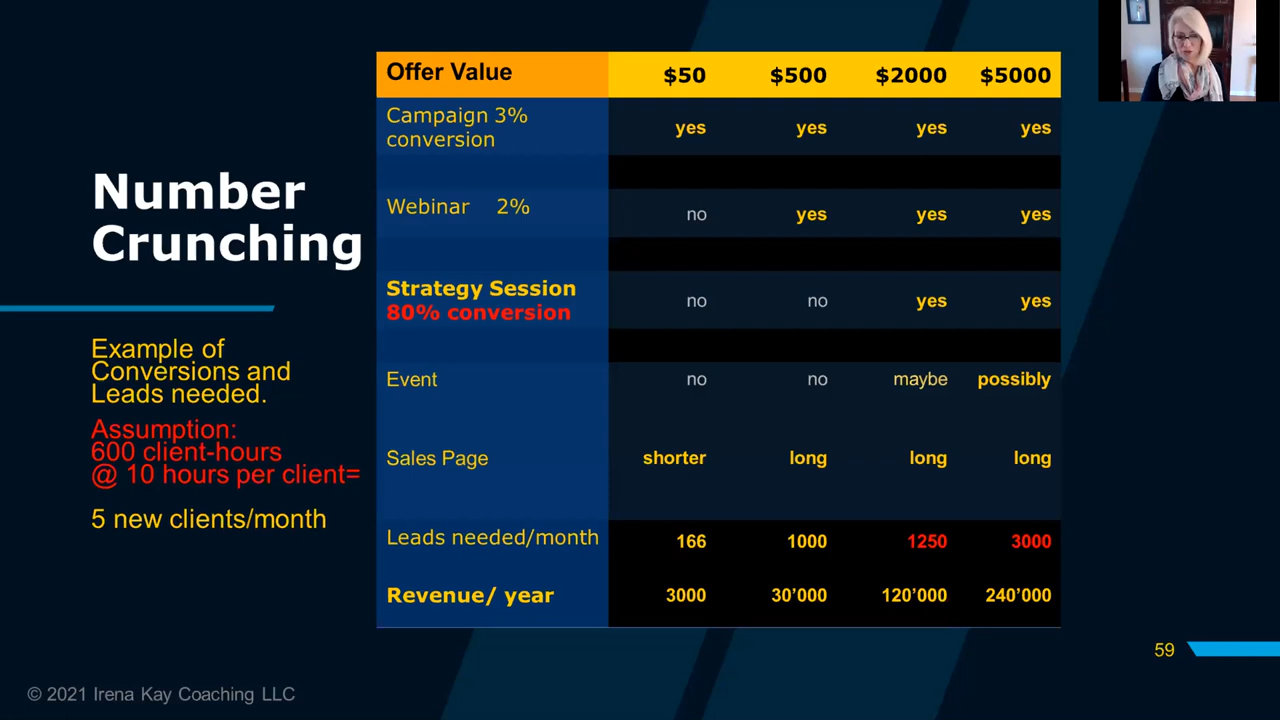 Number
Crunching
Example of
Conversions and
Leads needed.
Assumption:
600 client-hours
@ 10 hours per client=
5 new clients/month
Offer Value $50 $500 $2000 $5000
Campaign 3%
conversion yes yes yes yes
Webinar 2% no yes yes yes
Strategy Session
80% conversion no no yes yes
Event no no maybe possibly
Sales Page shorter long long long
Leads needed/month 166 1000 1250 3000
Revenue/ year 3000 30’000 120’000 240’000
59
© 2021 Irena Kay Coaching LLC